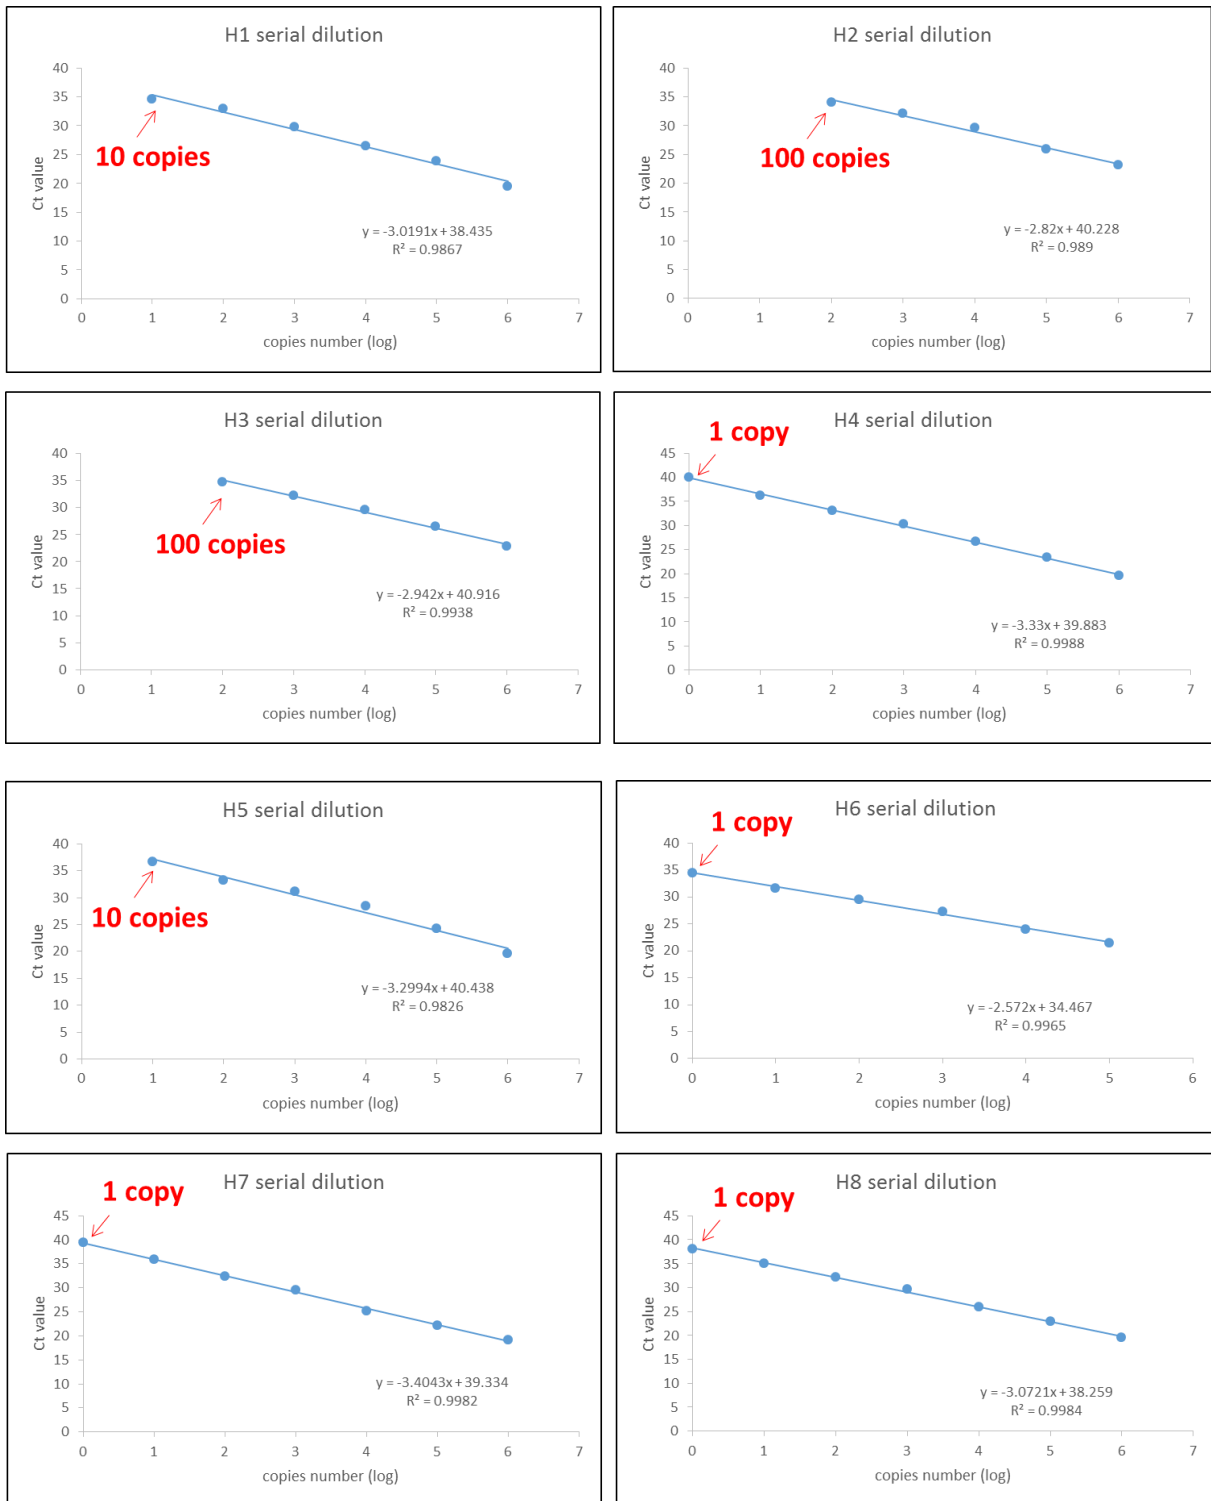 H1 serial dilution
40
35
30
25
20
15
10
5
0
Ct value
10 copies
y = -3.0191x + 38.435
R² = 0.9867
0 1 2 3 4 5 6 7
copies number (log)
H2 serial dilution
40
35
30
25
20
15
10
5
0
Ct value
100 copies
y = -2.82x + 40.228
R² = 0.989
0 1 2 3 4 5 6 7
copies number (log)
H3 serial dilution
40
35
30
25
20
15
10
5
0
Ct value
100 copies
y = -2.942x + 40.916
R² = 0.9938
0 1 2 3 4 5 6 7
copies number (log)
H4 serial dilution
1 copy
45
40
35
30
25
20
15
10
5
0
Ct value
y = -3.33x + 39.883
R² = 0.9988
0 1 2 3 4 5 6 7
copies number (log)
H5 serial dilution
40
35
30
25
20
15
10
5
0
Ct value
10 copies
y = -3.2994x + 40.438
R² = 0.9826
0 1 2 3 4 5 6 7
copies number (log)
H6 serial dilution
1 copy
40
35
30
25
20
15
10
5
0
Ct value
y = -2.572x + 34.467
R² = 0.9965
0 1 2 3 4 5 6
copies number (log)
H7 serial dilution
1 copy
45
40
35
30
25
20
15
10
5
0
Ct value
y = -3.4043x + 39.334
R² = 0.9982
0 1 2 3 4 5 6 7
copies number (log)
H8 serial dilution
1 copy
45
40
35
30
25
20
15
10
5
0
Ct value
y = -3.0721x + 38.259
R² = 0.9984
0 1 2 3 4 5 6 7
copies number (log)